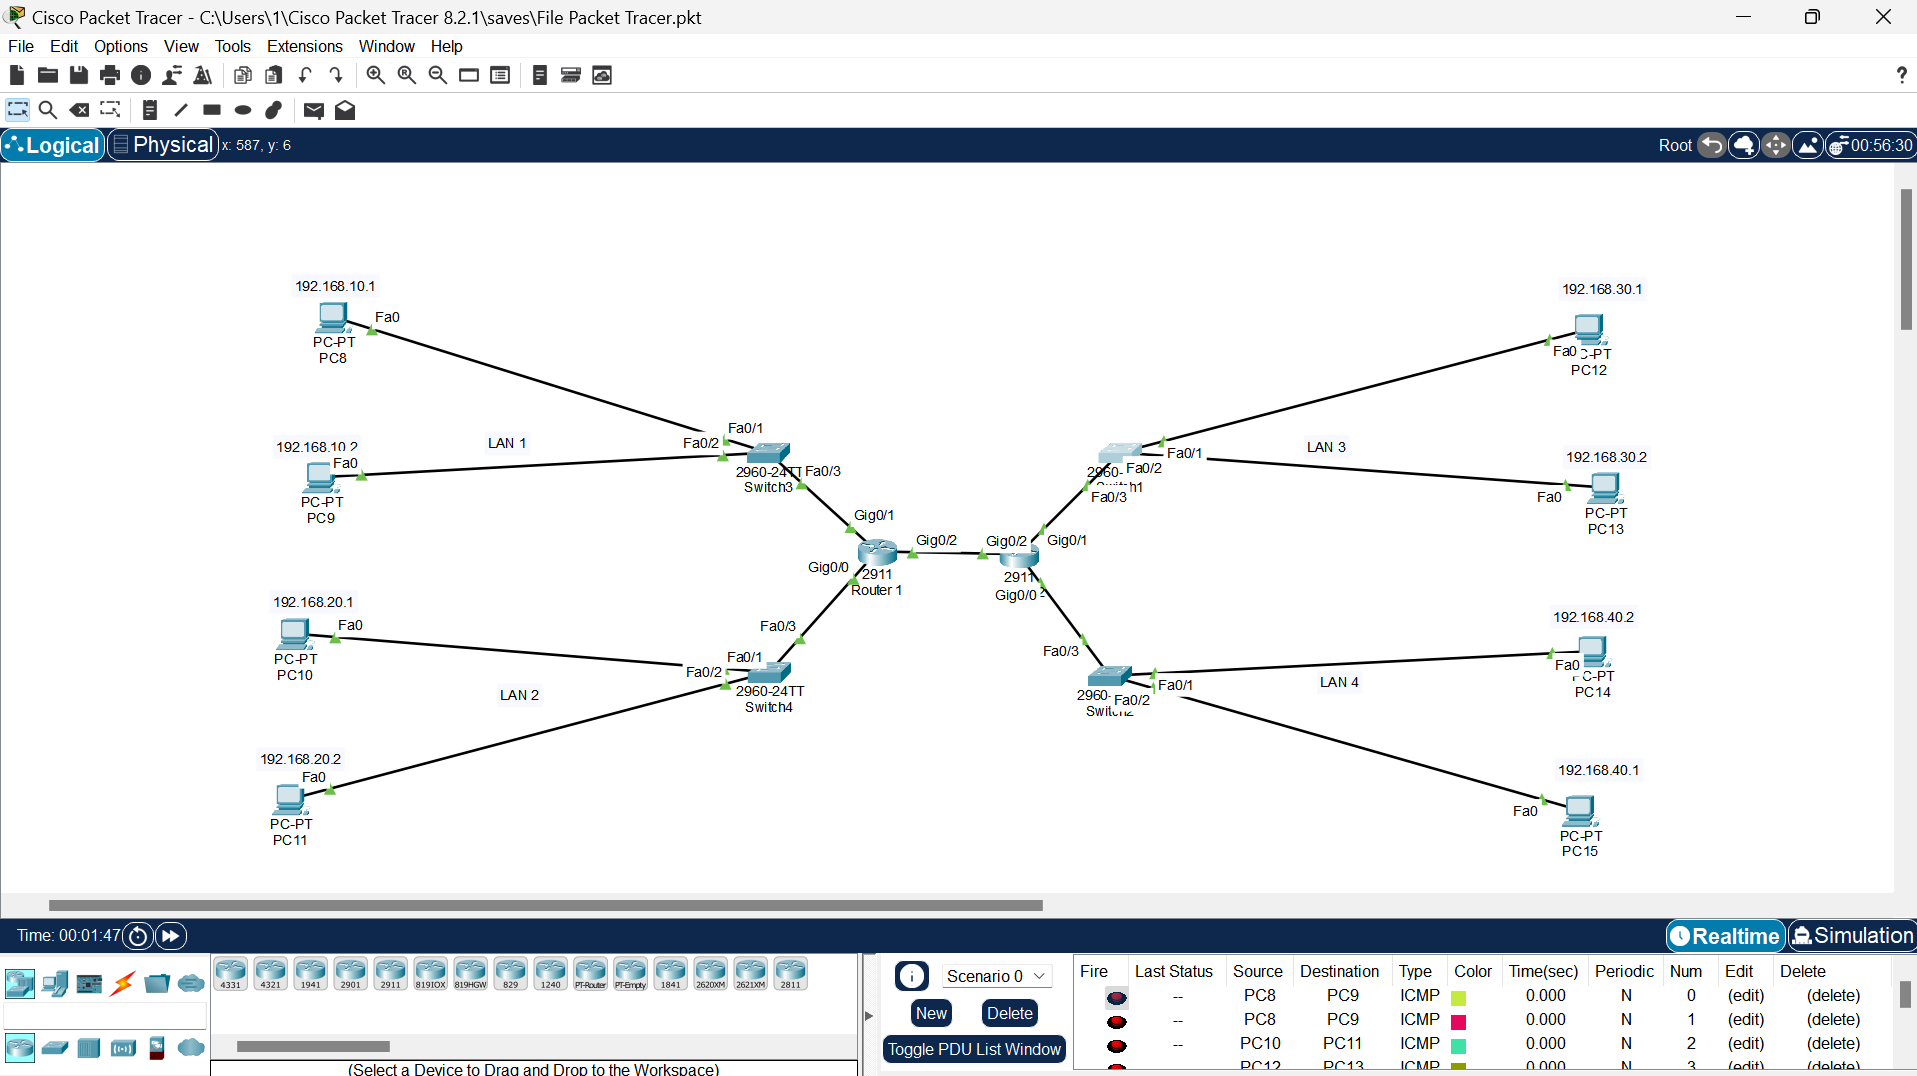 Cisco Packet Tracer - C:\Users\1\Cisco Packet Tracer 8.2.1\saves\File Packet Tracer.pkt
File Edit Options View Tools Extensions Window Help
?
Logical Physical x: 587, y: 6 Root 00:56:30
192.168.10.1
Fa0
PC-PT
PC8
192.168.10.2
Fa0
PC-PT
PC9
LAN 1
Fa0/1
Fa0/2
Fa0/3
2960-24TT
Switch3
192.168.20.1
Fa0
PC-PT
PC10
LAN 2
192.168.20.2
Fa0
PC-PT
PC11
Fa0/3
Fa0/1
Fa0/2
2960-24TT
Switch4
Gig0/1
Gig0/2
Gig0/0
2911
Router 1
Gig0/2
Gig0/1
2911
Gig0/0
192.168.30.1
Fa0
PC12
LAN 3
Fa0/1
Fa0/2
Fa0/3
2960-
192.168.30.2
Fa0
PC-PT
PC13
192.168.40.2
Fa0
PC14
LAN 4
Fa0/3
Fa0/1
Fa0/2
2960-
192.168.40.1
Fa0
PC-PT
PC15
Time: 00:01:47 Realtime Simulation
4331 4321 1941 2901 2911 819IOX 819HGW 829 1240 PT-Router PT-Empty 1841 2620XM 2621XM 2811
(Select a Device to Drag and Drop to the Workspace)
Scenario 0
New Delete
Toggle PDU List Window
Fire Last Status Source Destination Type Color Time(sec) Periodic Num Edit Delete
-- PC8 PC9 ICMP 0.000 N 0 (edit) (delete)
-- PC8 PC9 ICMP 0.000 N 1 (edit) (delete)
-- PC10 PC11 ICMP 0.000 N 2 (edit) (delete)
PC12 PC13 ICMP 0.000 N 3 (edit) (delete)